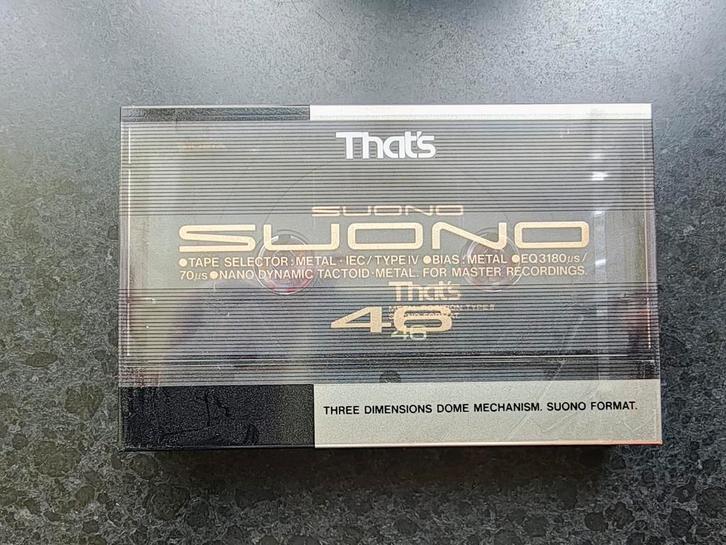 That's
SUONO
SUONO
●TAPE SELECTOR:METAL·IEC/TYPE IV ●BIAS:METAL ●EQ3180μs/
70μs ●NANO DYNAMIC TACTOID·METAL. FOR MASTER RECORDINGS.
That's
46
46
THREE DIMENSIONS DOME MECHANISM. SUONO FORMAT.